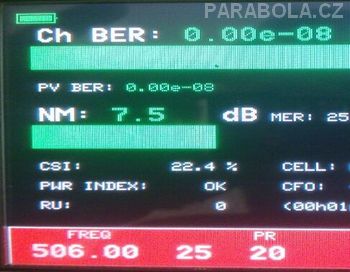 PARABOLA.CZ
Ch BER: 0.00e-08
PV BER: 0.00e-08
NM: 7.5 dB MER: 25
CSI: 22.4 % CELL:
PWR INDEX: OK CFO:
RU: 0 (00h01
FREQ PR
506.00 25 20